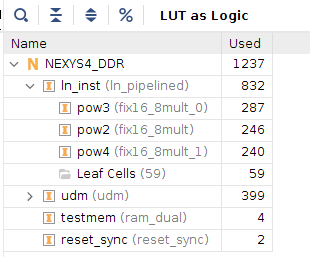 LUT as Logic
Name Used
NEXYS4_DDR 1237
ln_inst (ln_pipelined) 832
pow3 (fix16_8mult_0) 287
pow2 (fix16_8mult) 246
pow4 (fix16_8mult_1) 240
Leaf Cells (59) 59
udm (udm) 399
testmem (ram_dual) 4
reset_sync (reset_sync) 2